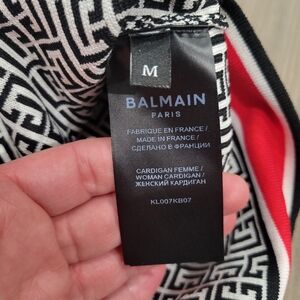 M
BALMAIN
PARIS
FABRIQUE EN FRANCE /
MADE IN FRANCE /
СДЕЛАНО В ФРАНЦИИ
CARDIGAN FEMME /
WOMAN CARDIGAN /
ЖЕНСКИЙ КАРДИГАН
KL007KB07